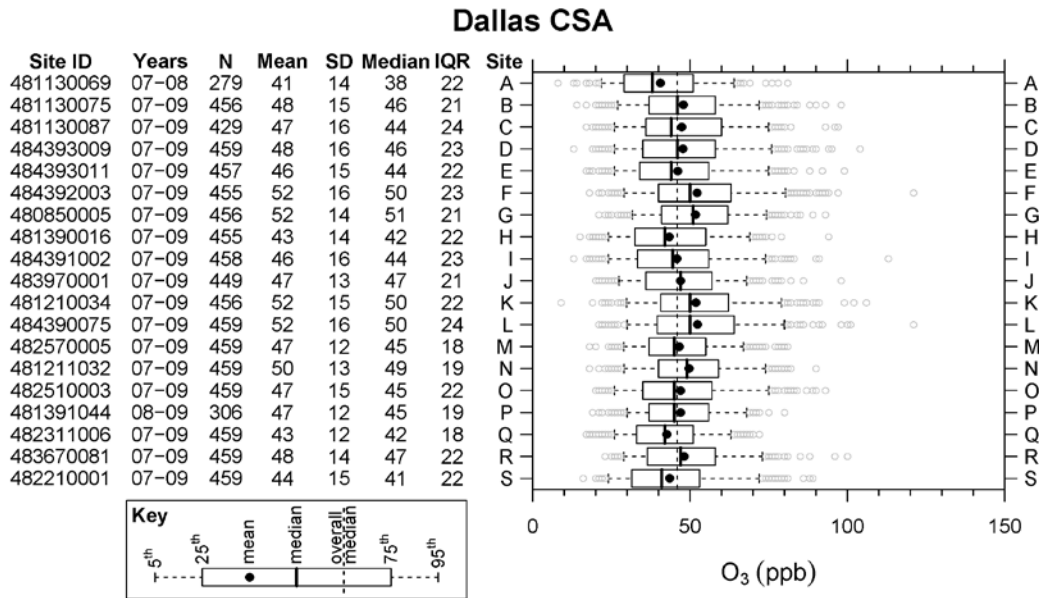 Dallas CSA
Site ID Years N Mean SD Median IQR Site
481130069 07-08 279 41 14 38 22 A A
481130075 07-09 456 48 15 46 21 B B
481130087 07-09 429 47 16 44 24 C C
484393009 07-09 459 48 16 46 23 D D
484393011 07-09 457 46 15 44 22 E E
484392003 07-09 455 52 16 50 23 F F
480850005 07-09 456 52 14 51 21 G G
481390016 07-09 455 43 14 42 22 H H
484391002 07-09 458 46 16 44 23 I I
483970001 07-09 449 47 13 47 21 J J
481210034 07-09 456 52 15 50 22 K K
484390075 07-09 459 52 16 50 24 L L
482570005 07-09 459 47 12 45 18 M M
481211032 07-09 459 50 13 49 19 N N
482510003 07-09 459 47 15 45 22 O O
481391044 08-09 306 47 12 45 19 P P
482311006 07-09 459 43 12 42 18 Q Q
483670081 07-09 459 48 14 47 22 R R
482210001 07-09 459 44 15 41 22 S S
0 50 100 150
O3 (ppb)
Key
5th 25th mean median overall median 75th 95th